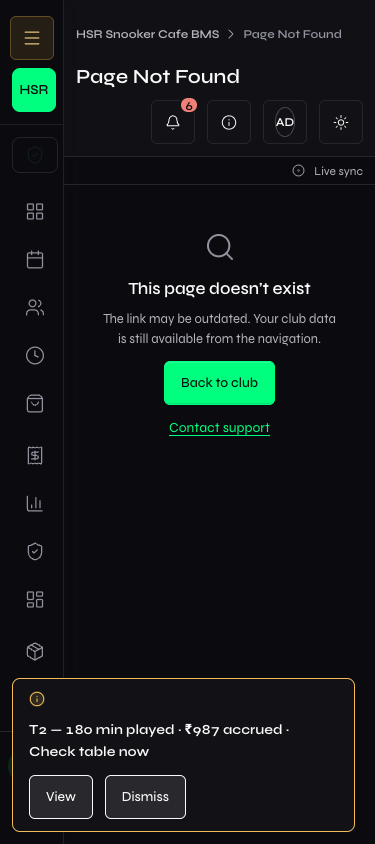 HSR Snooker Cafe BMS > Page Not Found
HSR
Page Not Found
6
AD
Live sync
This page doesn't exist
The link may be outdated. Your club data
is still available from the navigation.
Back to club
Contact support
T2 — 180 min played · ₹987 accrued ·
Check table now
View
Dismiss